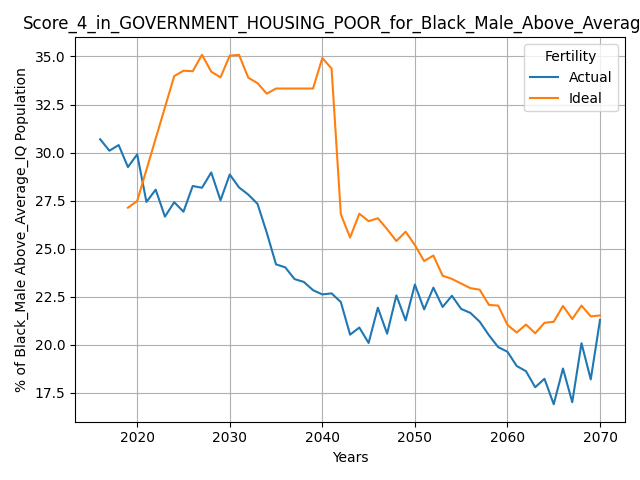 Score_4_in_GOVERNMENT_HOUSING_POOR_for_Black_Male_Above_Averag
% of Black_Male Above_Average_IQ Population
35.0
32.5
30.0
27.5
25.0
22.5
20.0
17.5
Fertility
Actual
Ideal
2020 2030 2040 2050 2060 2070
Years